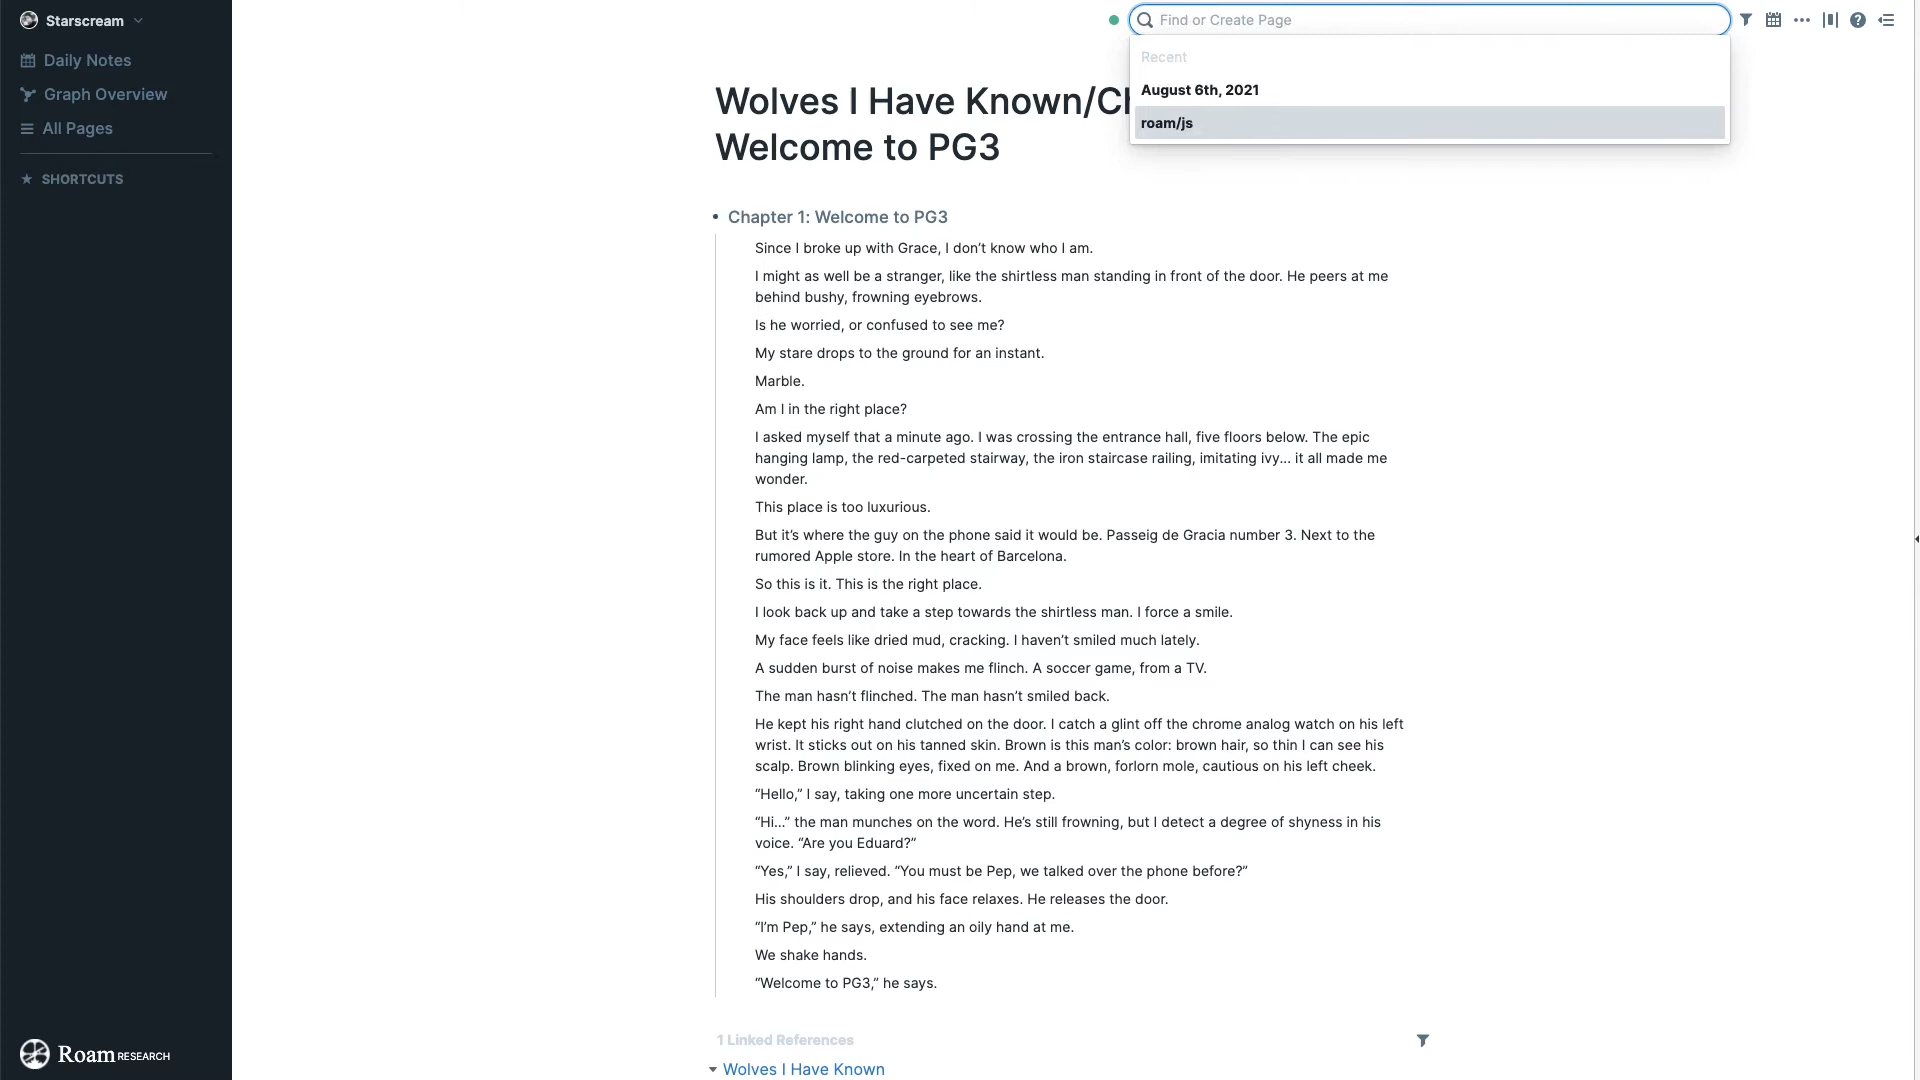 Starscream
Find or Create Page
Daily Notes
Graph Overview
All Pages
SHORTCUTS
Recent
August 6th, 2021
roam/js
Wolves I Have Known/Ch
Welcome to PG3
Chapter 1: Welcome to PG3
Since I broke up with Grace, I don’t know who I am.
I might as well be a stranger, like the shirtless man standing in front of the door. He peers at me
behind bushy, frowning eyebrows.
Is he worried, or confused to see me?
My stare drops to the ground for an instant.
Marble.
Am I in the right place?
I asked myself that a minute ago. I was crossing the entrance hall, five floors below. The epic
hanging lamp, the red-carpeted stairway, the iron staircase railing, imitating ivy... it all made me
wonder.
This place is too luxurious.
But it’s where the guy on the phone said it would be. Passeig de Gracia number 3. Next to the
rumored Apple store. In the heart of Barcelona.
So this is it. This is the right place.
I look back up and take a step towards the shirtless man. I force a smile.
My face feels like dried mud, cracking. I haven’t smiled much lately.
A sudden burst of noise makes me flinch. A soccer game, from a TV.
The man hasn’t flinched. The man hasn’t smiled back.
He kept his right hand clutched on the door. I catch a glint off the chrome analog watch on his left
wrist. It sticks out on his tanned skin. Brown is this man’s color: brown hair, so thin I can see his
scalp. Brown blinking eyes, fixed on me. And a brown, forlorn mole, cautious on his left cheek.
“Hello,” I say, taking one more uncertain step.
“Hi...” the man munches on the word. He’s still frowning, but I detect a degree of shyness in his
voice. “Are you Eduard?”
“Yes,” I say, relieved. “You must be Pep, we talked over the phone before?”
His shoulders drop, and his face relaxes. He releases the door.
“I’m Pep,” he says, extending an oily hand at me.
We shake hands.
“Welcome to PG3,” he says.
1 Linked References
Wolves I Have Known
Roam RESEARCH